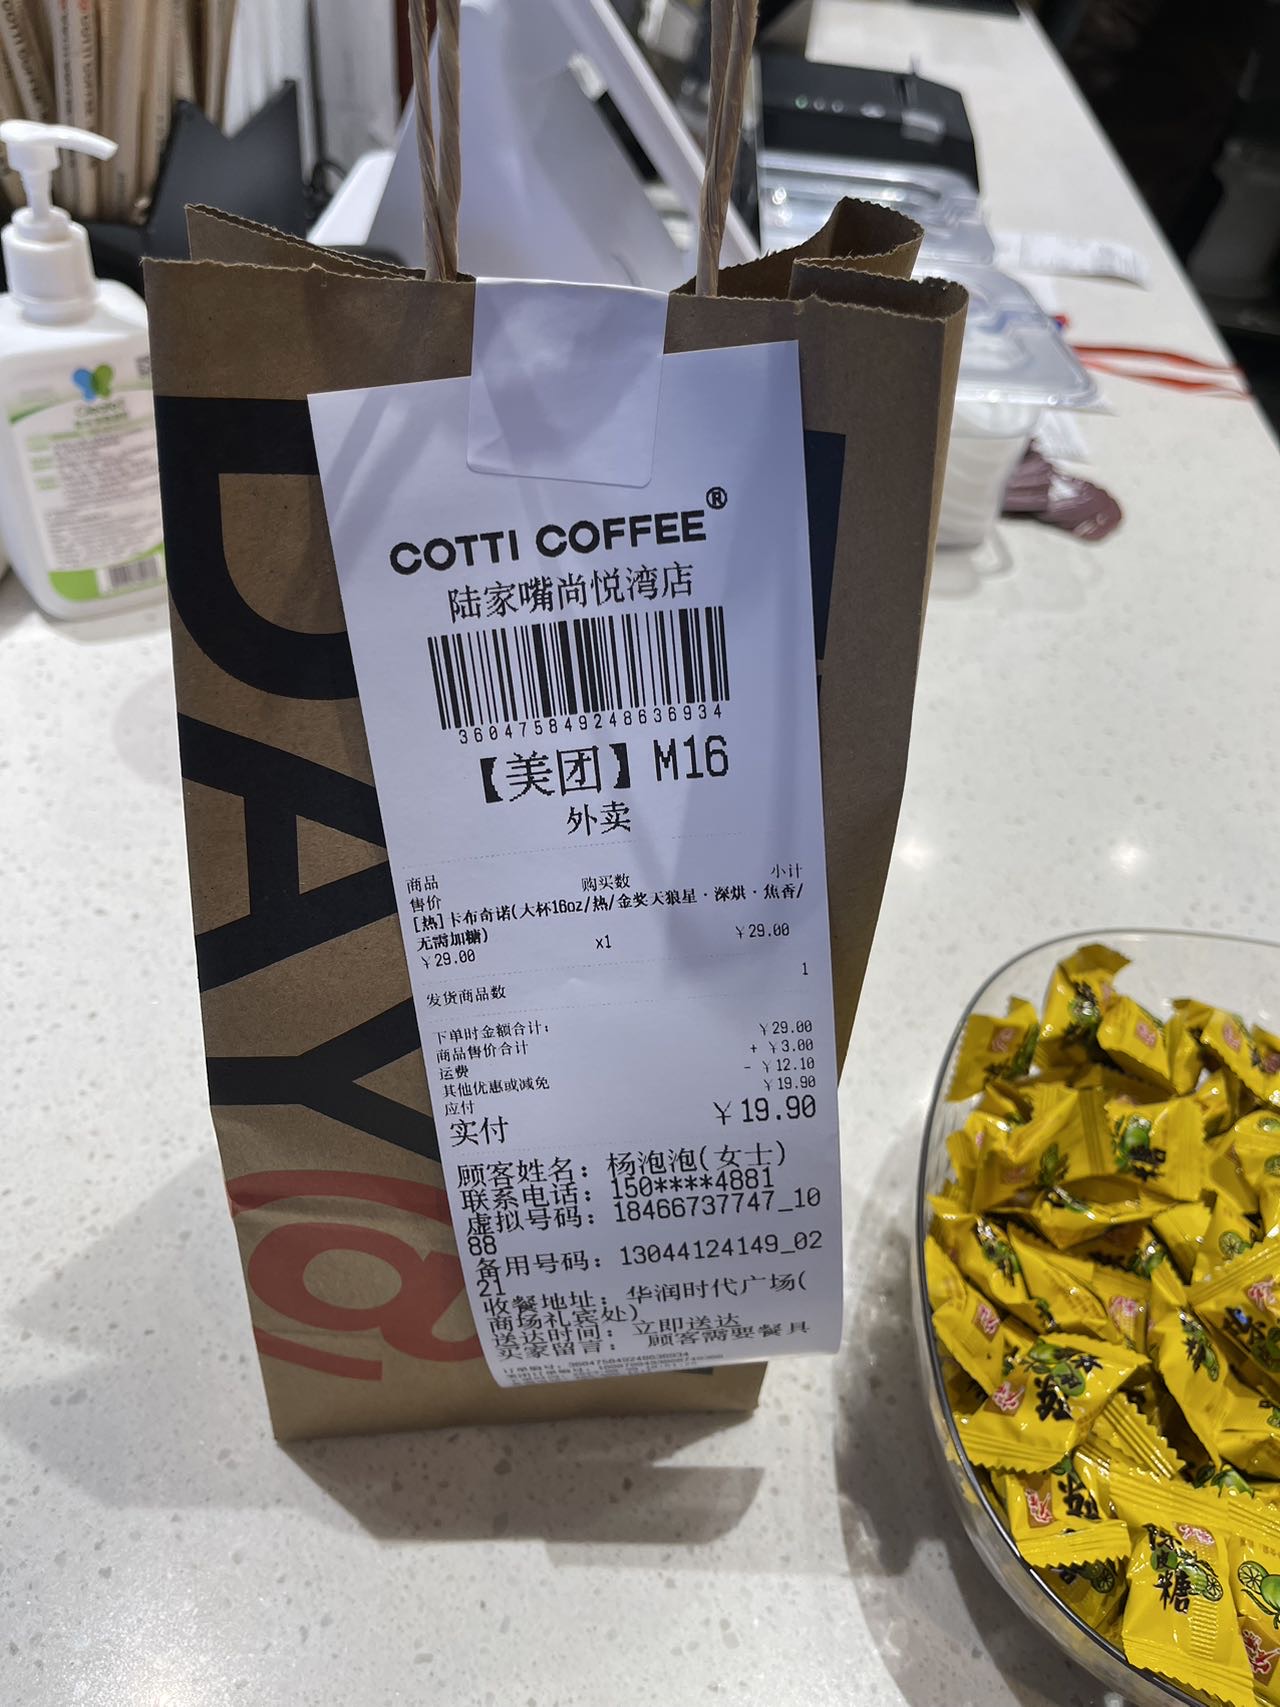 COTTI COFFEE®
陆家嘴尚悦湾店
360475849248636934
【美团】M16
外卖
商品 购买数 小计
售价
[热]卡布奇诺(大杯16oz/热/金奖天狼星·深烘·焦香/
无需加糖)
￥29.00 x1 ￥29.00
发货商品数 1
下单时金额合计:
商品售价合计 ￥29.00
运费 + ￥3.00
其他优惠或减免 - ￥12.10
应付 ￥19.90
实付 ￥19.90
顾客姓名: 杨泡泡(女士)
联系电话: 150****4881
虚拟号码: 18466737747_10
88
备用号码: 13044124149_02
21
收餐地址: 华润时代广场(
商场礼宾处)
送达时间: 立即送达
买家留言: 顾客需要餐具
订单编号: 360475849248636934
DAY
@
陈皮糖